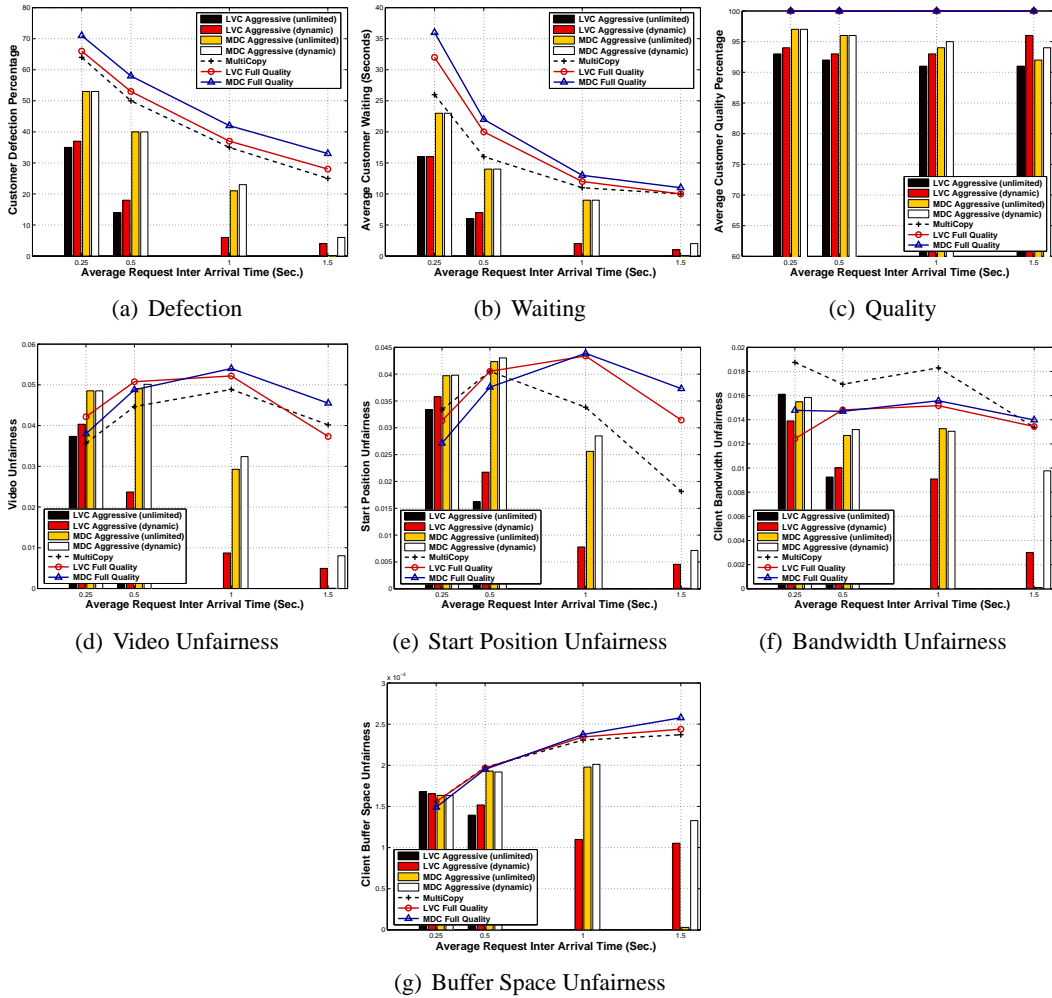 LVC Aggressive (unlimited)
LVC Aggressive (dynamic)
MDC Aggressive (unlimited)
MDC Aggressive (dynamic)
MultiCopy
LVC Full Quality
MDC Full Quality
Customer Defection Percentage
80
70
60
50
40
30
20
10
0
0.25
0.5
1
1.5
Average Request Inter Arrival Time (Sec.)
(a) Defection
LVC Aggressive (unlimited)
LVC Aggressive (dynamic)
MDC Aggressive (unlimited)
MDC Aggressive (dynamic)
MultiCopy
LVC Full Quality
MDC Full Quality
Average Customer Waiting (Seconds)
40
35
30
25
20
15
10
5
0
0.25
0.5
1
1.5
Average Request Inter Arrival Time (Sec.)
(b) Waiting
Average Customer Quality Percentage
100
95
90
85
80
75
70
65
60
LVC Aggressive (unlimited)
LVC Aggressive (dynamic)
MDC Aggressive (unlimited)
MDC Aggressive (dynamic)
MultiCopy
LVC Full Quality
MDC Full Quality
0.25
0.5
1
1.5
Average Request Inter Arrival Time (Sec.)
(c) Quality
Video Unfairness
0.06
0.05
0.04
0.03
0.02
0.01
0
LVC Aggressive (unlimited)
LVC Aggressive (dynamic)
MDC Aggressive (unlimited)
MDC Aggressive (dynamic)
MultiCopy
LVC Full Quality
MDC Full Quality
0.25
0.5
1
1.5
Average Request Inter Arrival Time (Sec.)
(d) Video Unfairness
Start Position Unfairness
0.045
0.04
0.035
0.03
0.025
0.02
0.015
0.01
0.005
0
LVC Aggressive (unlimited)
LVC Aggressive (dynamic)
MDC Aggressive (unlimited)
MDC Aggressive (dynamic)
MultiCopy
LVC Full Quality
MDC Full Quality
0.25
0.5
1
1.5
Average Request Inter Arrival Time (Sec.)
(e) Start Position Unfairness
Client Bandwidth Unfairness
0.02
0.018
0.016
0.014
0.012
0.01
0.008
0.006
0.004
0.002
0
LVC Aggressive (unlimited)
LVC Aggressive (dynamic)
MDC Aggressive (unlimited)
MDC Aggressive (dynamic)
MultiCopy
LVC Full Quality
MDC Full Quality
0.25
0.5
1
1.5
Average Request Inter Arrival Time (Sec.)
(f) Bandwidth Unfairness
x 10⁻³
Client Buffer Space Unfairness
3
2.5
2
1.5
1
0.5
0
LVC Aggressive (unlimited)
LVC Aggressive (dynamic)
MDC Aggressive (unlimited)
MDC Aggressive (dynamic)
MultiCopy
LVC Full Quality
MDC Full Quality
0.25
0.5
1
1.5
Average Request Inter Arrival Time (Sec.)
(g) Buffer Space Unfairness